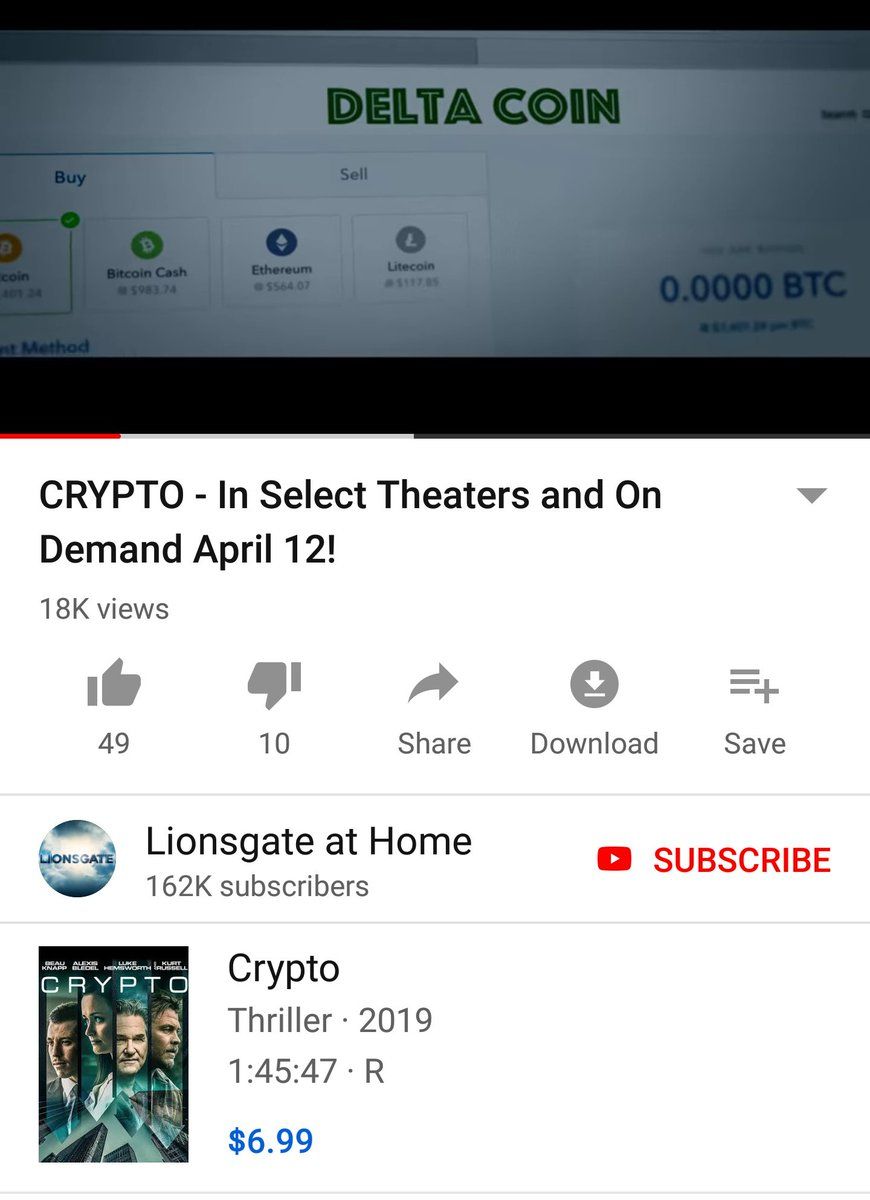 DELTA COIN
Search
Buy
Sell
coin
401.24
Bitcoin Cash
@ $983.74
Ethereum
@ $564.07
Litecoin
@ $117.85
0.0000 BTC
nt Method
CRYPTO - In Select Theaters and On
Demand April 12!
18K views
49
10
Share
Download
Save
LIONSGATE
Lionsgate at Home
162K subscribers
SUBSCRIBE
BEAU KNAPP ALEXIS BLEDEL LUKE HEMSWORTH KURT RUSSELL
CRYPTO
Crypto
Thriller · 2019
1:45:47 · R
$6.99